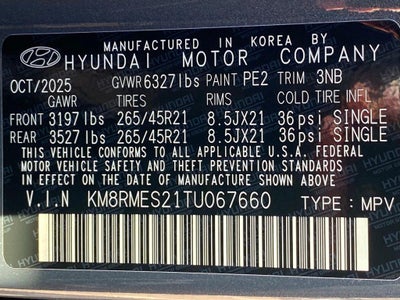 MANUFACTURED IN KOREA BY
HYUNDAI MOTOR COMPANY
OCT/2025 GVWR 6327lbs PAINT PE2 TRIM 3NB
GAWR TIRES RIMS COLD TIRE INFL
FRONT 3197lbs 265/45R21 8.5JX21 36psi SINGLE
REAR 3527lbs 265/45R21 8.5JX21 36psi SINGLE
THIS VEHICLE CONFORMS TO ALL APPLICABLE U.S.A. FEDERAL
MOTOR VEHICLE SAFETY BUMPER, AND THEFT PREVENTION
STANDARDS IN EFFECT ON THE DATE OF MANUFACTURE SHOWN ABOVE.
V.I.N KM8RMES21TU067660 TYPE: MPV